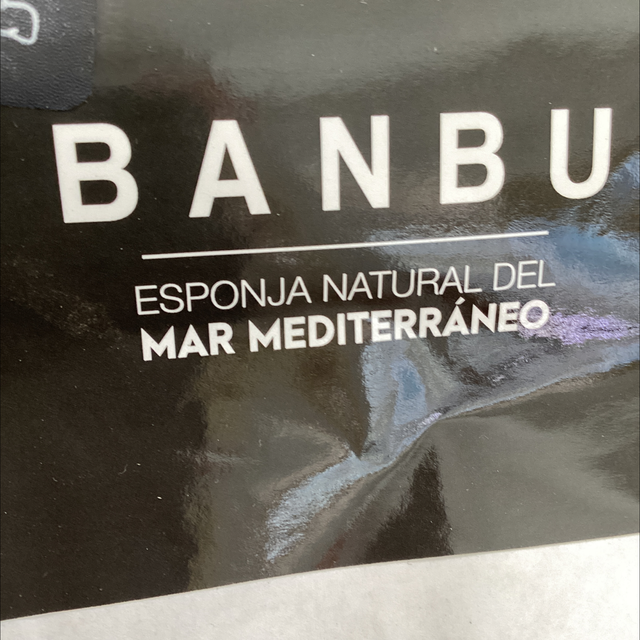 BANBU
ESPONJA NATURAL DEL
MAR MEDITERRÁNEO